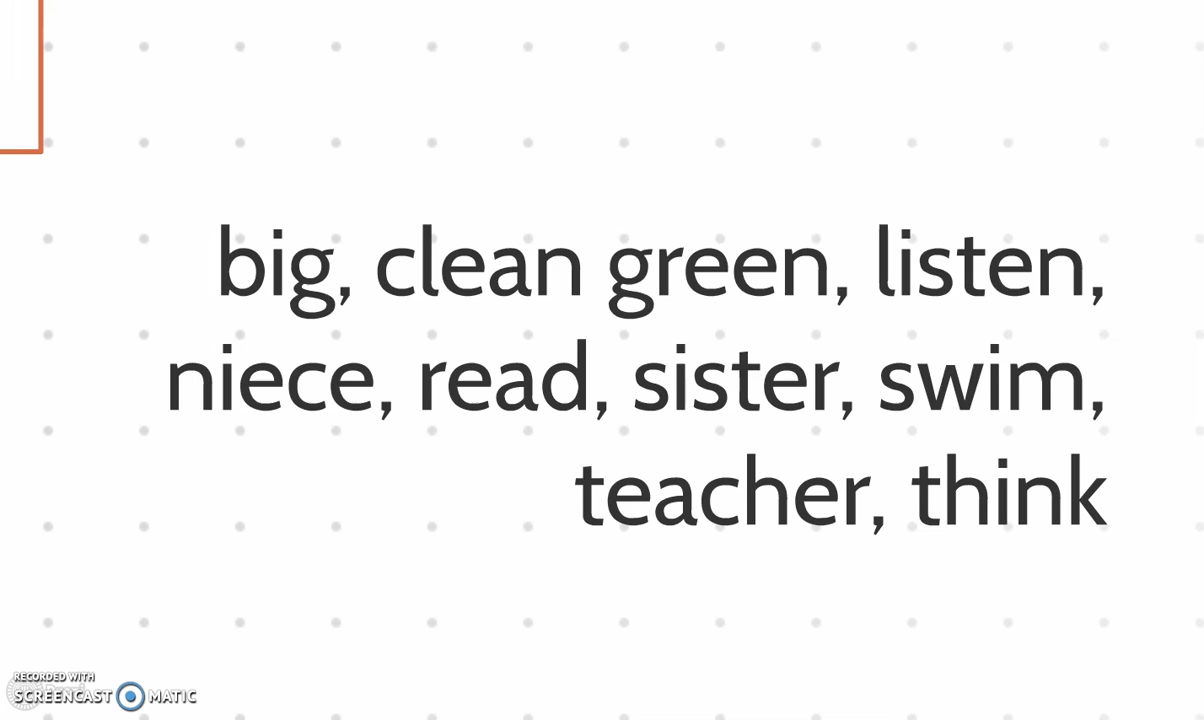 big, clean green, listen,
niece, read, sister, swim,
teacher, think
RECORDED WITH
SCREENCAST MATIC